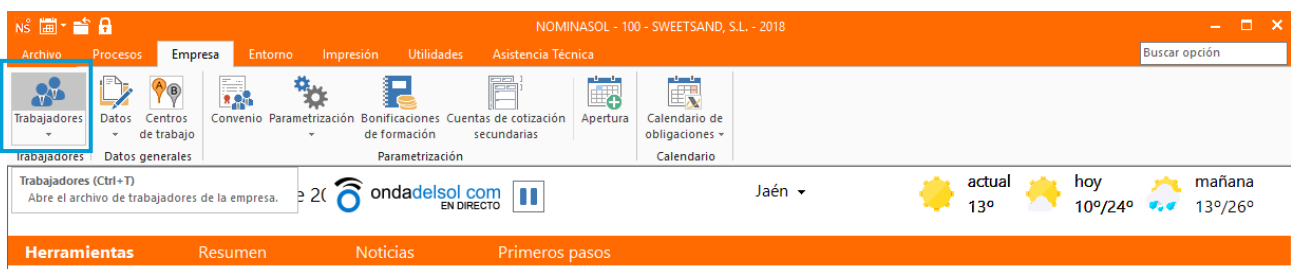 NS
NOMINASOL - 100 - SWEETSAND, S.L. - 2018
Archivo Procesos Empresa Entorno Impresión Utilidades Asistencia Técnica Buscar opción
Trabajadores Datos Centros de trabajo Convenio Parametrización Bonificaciones de formación Cuentas de cotización secundarias Apertura Calendario de obligaciones
Trabajadores Datos generales Parametrización Calendario
Trabajadores (Ctrl+T)
Abre el archivo de trabajadores de la empresa.
e 20 ondadelsol com Jaén actual hoy mañana
EN DIRECTO 13º 10º/24º 13º/26º
Herramientas Resumen Noticias Primeros pasos